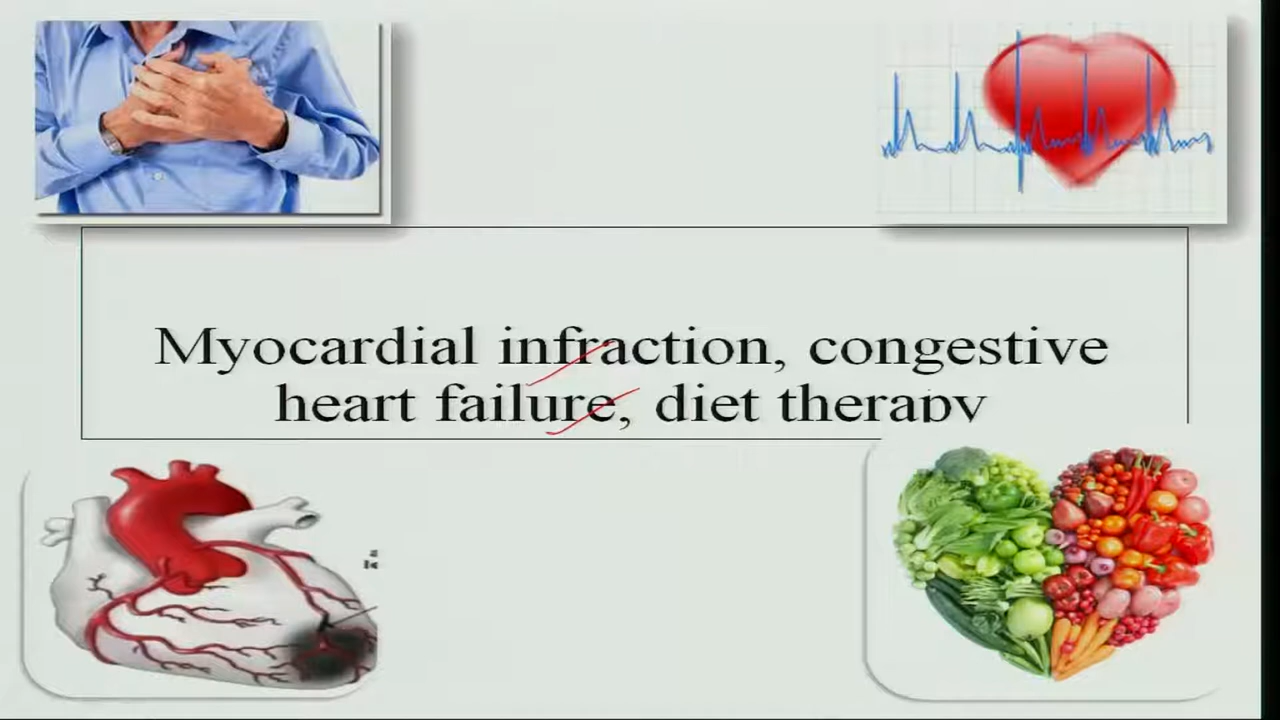 Myocardial infraction, congestive
heart failure, diet therapy